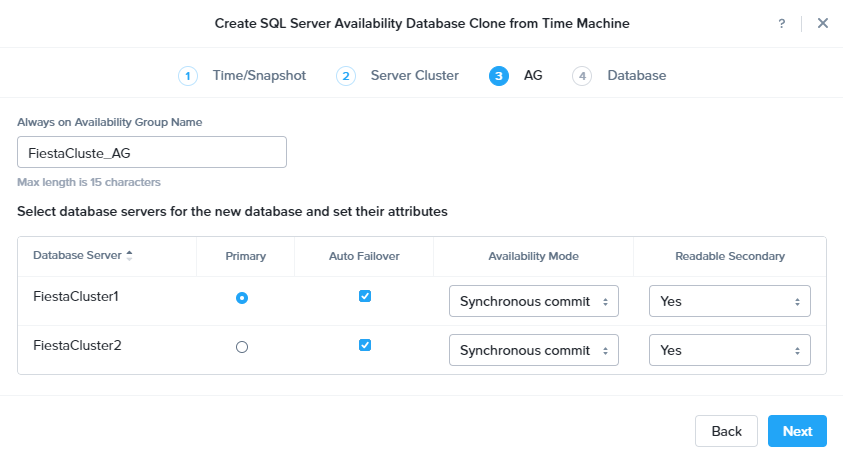 Create SQL Server Availability Database Clone from Time Machine ?
1 Time/Snapshot 2 Server Cluster 3 AG 4 Database
Always on Availability Group Name
FiestaCluste_AG
Max length is 15 characters
Select database servers for the new database and set their attributes
Database Server Primary Auto Failover Availability Mode Readable Secondary
FiestaCluster1 Synchronous commit Yes
FiestaCluster2 Synchronous commit Yes
Back Next